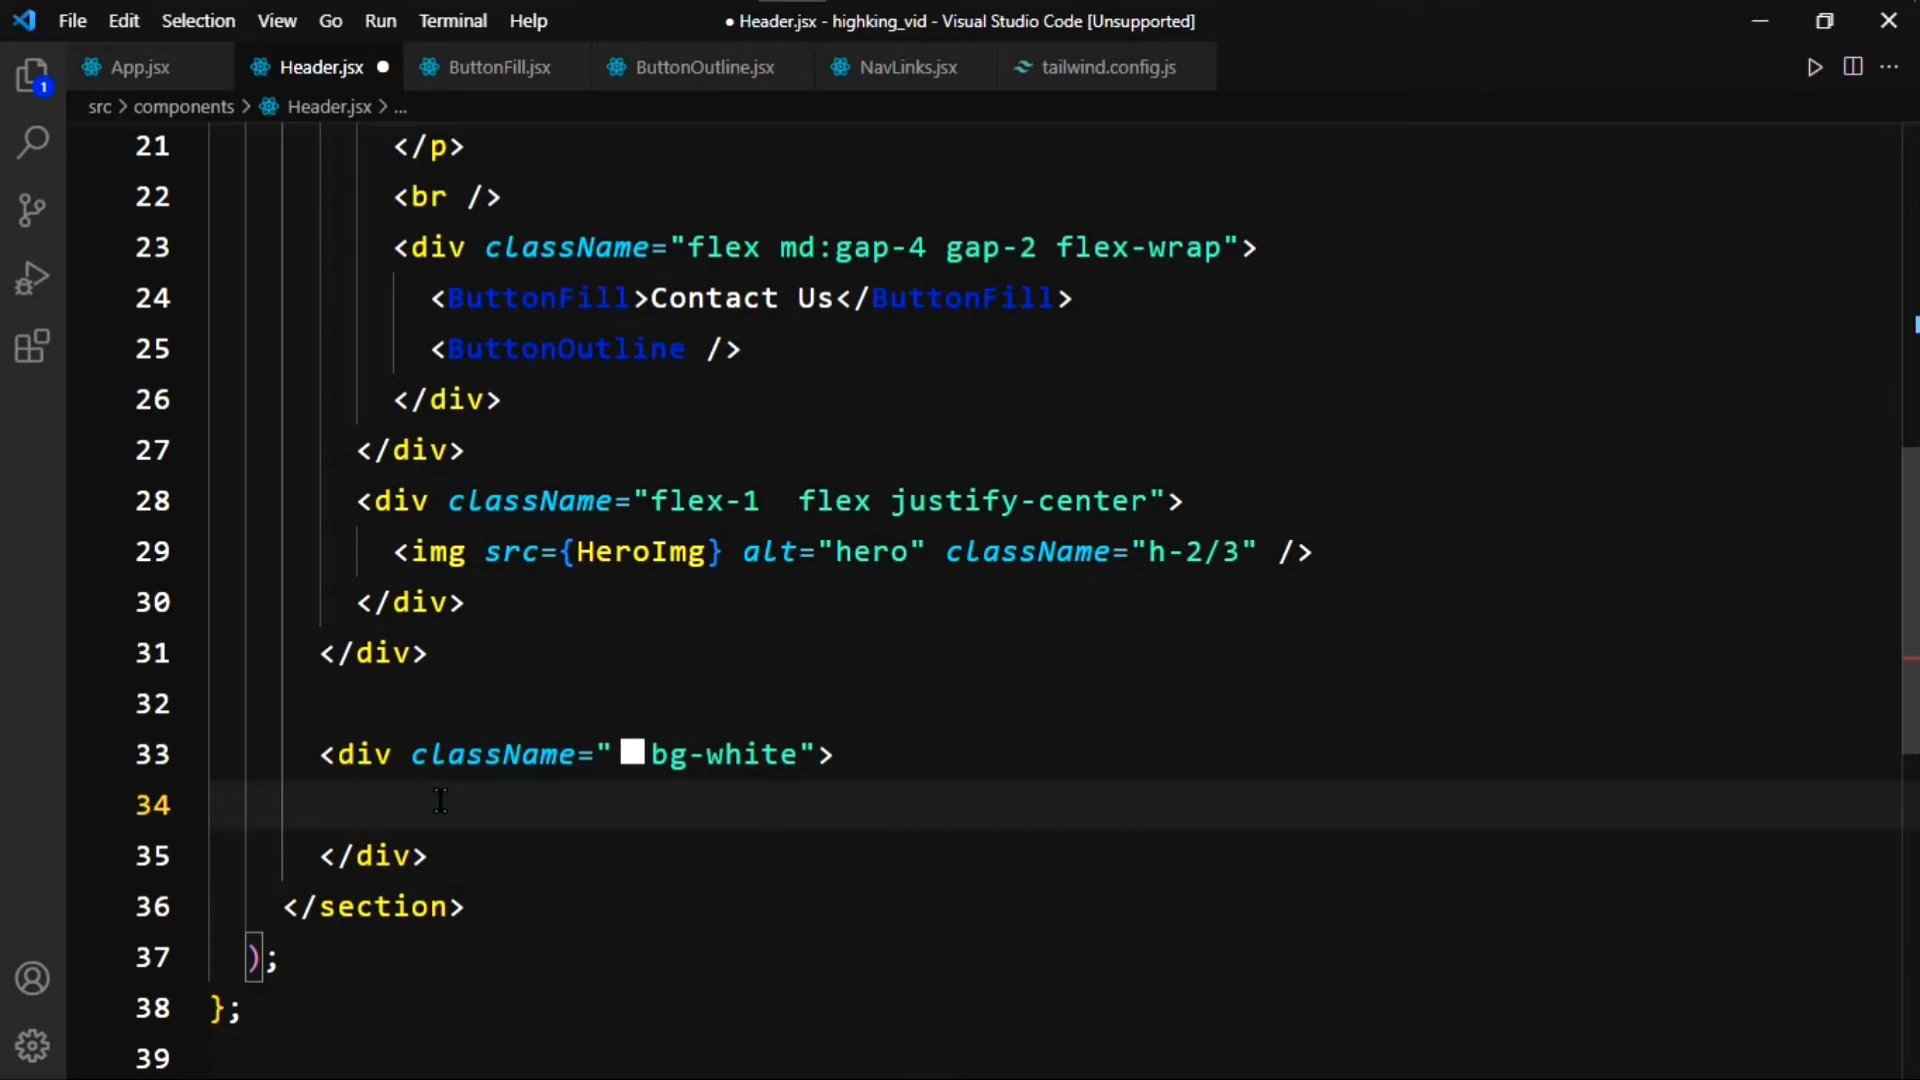 File Edit Selection View Go Run Terminal Help
● Header.jsx - highking_vid - Visual Studio Code [Unsupported]
App.jsx Header.jsx ButtonFill.jsx ButtonOutline.jsx NavLinks.jsx tailwind.config.js
src > components > Header.jsx > ...
1
21 </p>
22 <br />
23 <div className="flex md:gap-4 gap-2 flex-wrap">
24 <ButtonFill>Contact Us</ButtonFill>
25 <ButtonOutline />
26 </div>
27 </div>
28 <div className="flex-1  flex justify-center">
29 <img src={HeroImg} alt="hero" className="h-2/3" />
30 </div>
31 </div>
32
33 <div className=" bg-white">
34
35 </div>
36 </section>
37 );
38 };
39